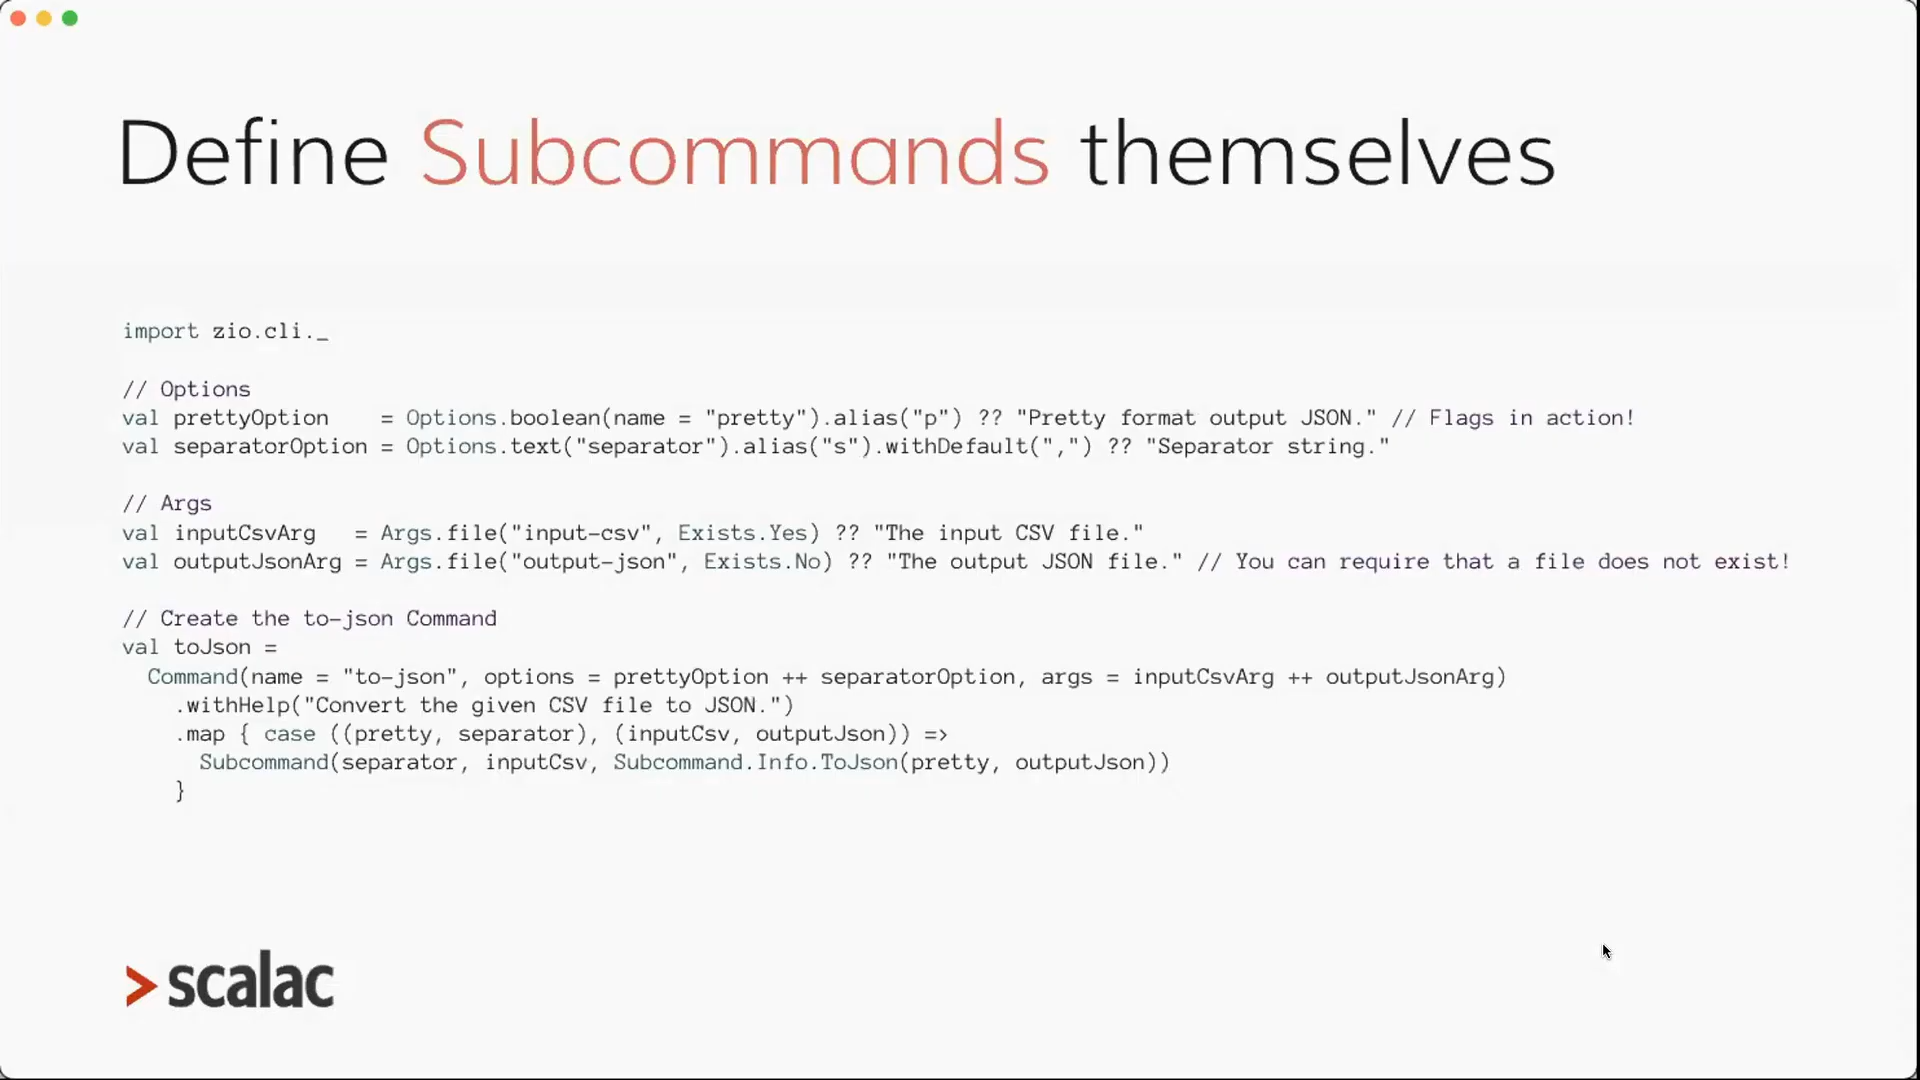 Define Subcommands themselves
import zio.cli._
// Options
val prettyOption    = Options.boolean(name = "pretty").alias("p") ?? "Pretty format output JSON." // Flags in action!
val separatorOption = Options.text("separator").alias("s").withDefault(",") ?? "Separator string."
// Args
val inputCsvArg   = Args.file("input-csv", Exists.Yes) ?? "The input CSV file."
val outputJsonArg = Args.file("output-json", Exists.No) ?? "The output JSON file." // You can require that a file does not exist!
// Create the to-json Command
val toJson =
  Command(name = "to-json", options = prettyOption ++ separatorOption, args = inputCsvArg ++ outputJsonArg)
    .withHelp("Convert the given CSV file to JSON.")
    .map { case ((pretty, separator), (inputCsv, outputJson)) =>
      Subcommand(separator, inputCsv, Subcommand.Info.ToJson(pretty, outputJson))
    }
> scalac